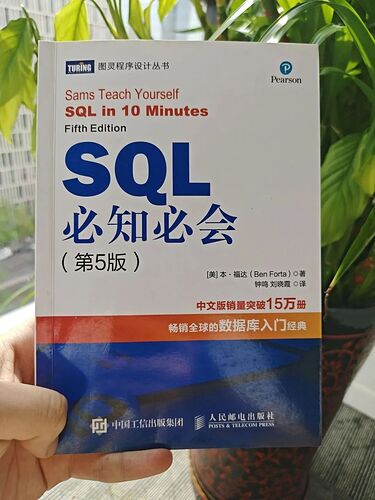 TURING 图灵程序设计丛书
Pearson
Sams Teach Yourself
SQL in 10 Minutes
Fifth Edition
SQL
必知必会
（第5版）
[美] 本·福达（Ben Forta）◎著
钟鸣 刘晓霞 ◎译
中文版销量突破15万册
畅销全球的数据库入门经典
中国工信出版集团
人民邮电出版社
POSTS & TELECOM PRESS